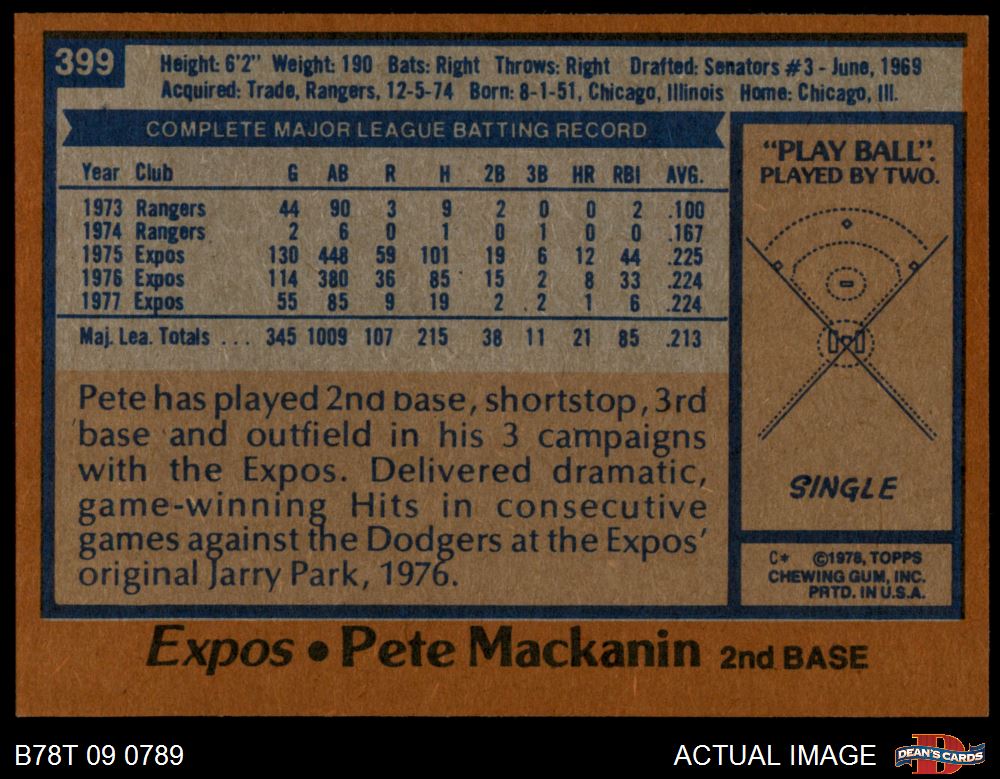 399
Height: 6'2" Weight: 190 Bats: Right Throws: Right Drafted: Senators #3 - June, 1969
Acquired: Trade, Rangers, 12-5-74 Born: 8-1-51, Chicago, Illinois Home: Chicago, Ill.
COMPLETE MAJOR LEAGUE BATTING RECORD
Year Club G AB R H 2B 3B HR RBI AVG.
1973 Rangers 44 90 3 9 2 0 0 2 .100
1974 Rangers 2 6 0 1 0 1 0 0 .167
1975 Expos 130 448 59 101 19 6 12 44 .225
1976 Expos 114 380 36 85 15 2 8 33 .224
1977 Expos 55 85 9 19 2 2 1 6 .224
Maj. Lea. Totals ... 345 1009 107 215 38 11 21 85 .213
Pete has played 2nd base, shortstop, 3rd
base and outfield in his 3 campaigns
with the Expos. Delivered dramatic,
game-winning Hits in consecutive
games against the Dodgers at the Expos'
original Jarry Park, 1976.
"PLAY BALL".
PLAYED BY TWO.
SINGLE
C* ©1978, TOPPS
CHEWING GUM, INC.
PRTD. IN U.S.A.
Expos • Pete Mackanin 2nd BASE
B78T 09 0789
ACTUAL IMAGE
DEAN'S CARDS